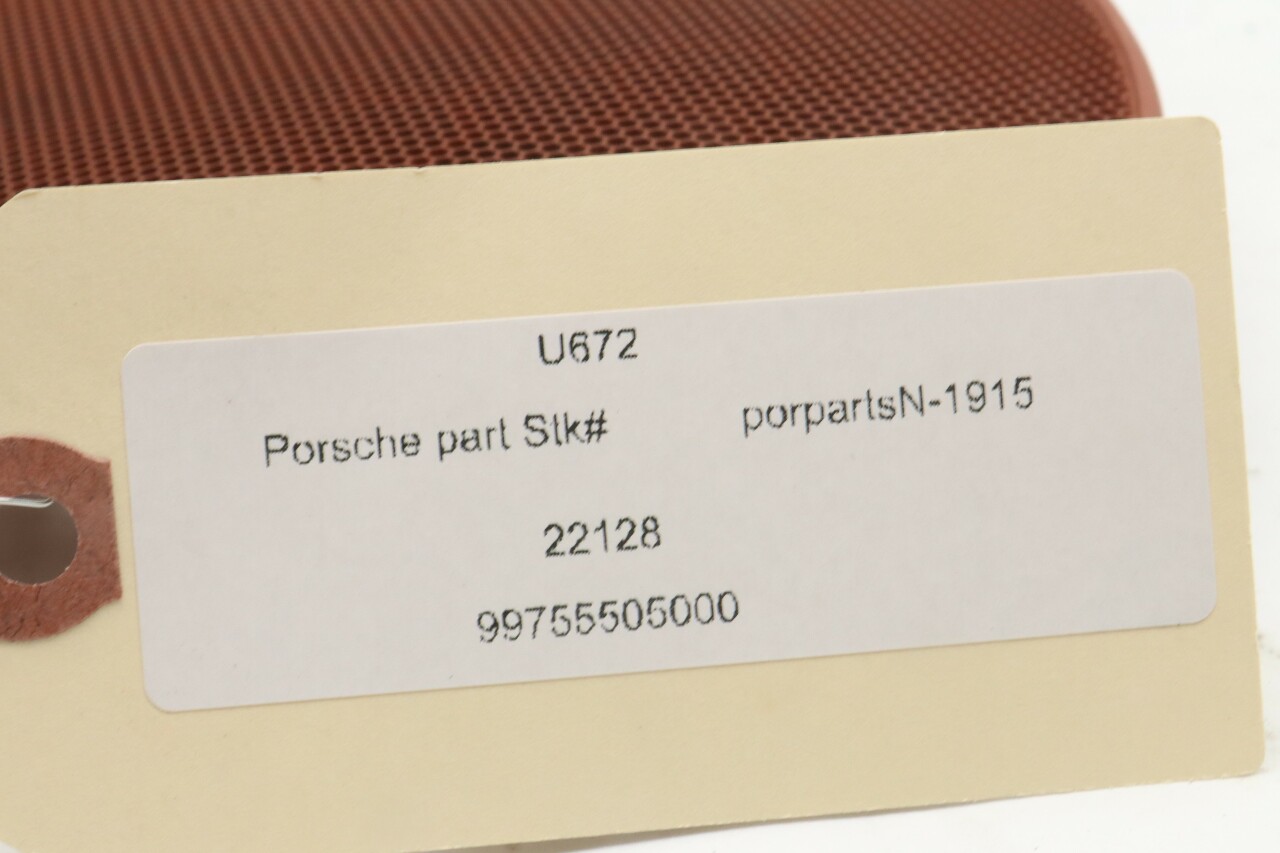 U672
Porsche part Stk# porpartsN-1915
22128
99755505000